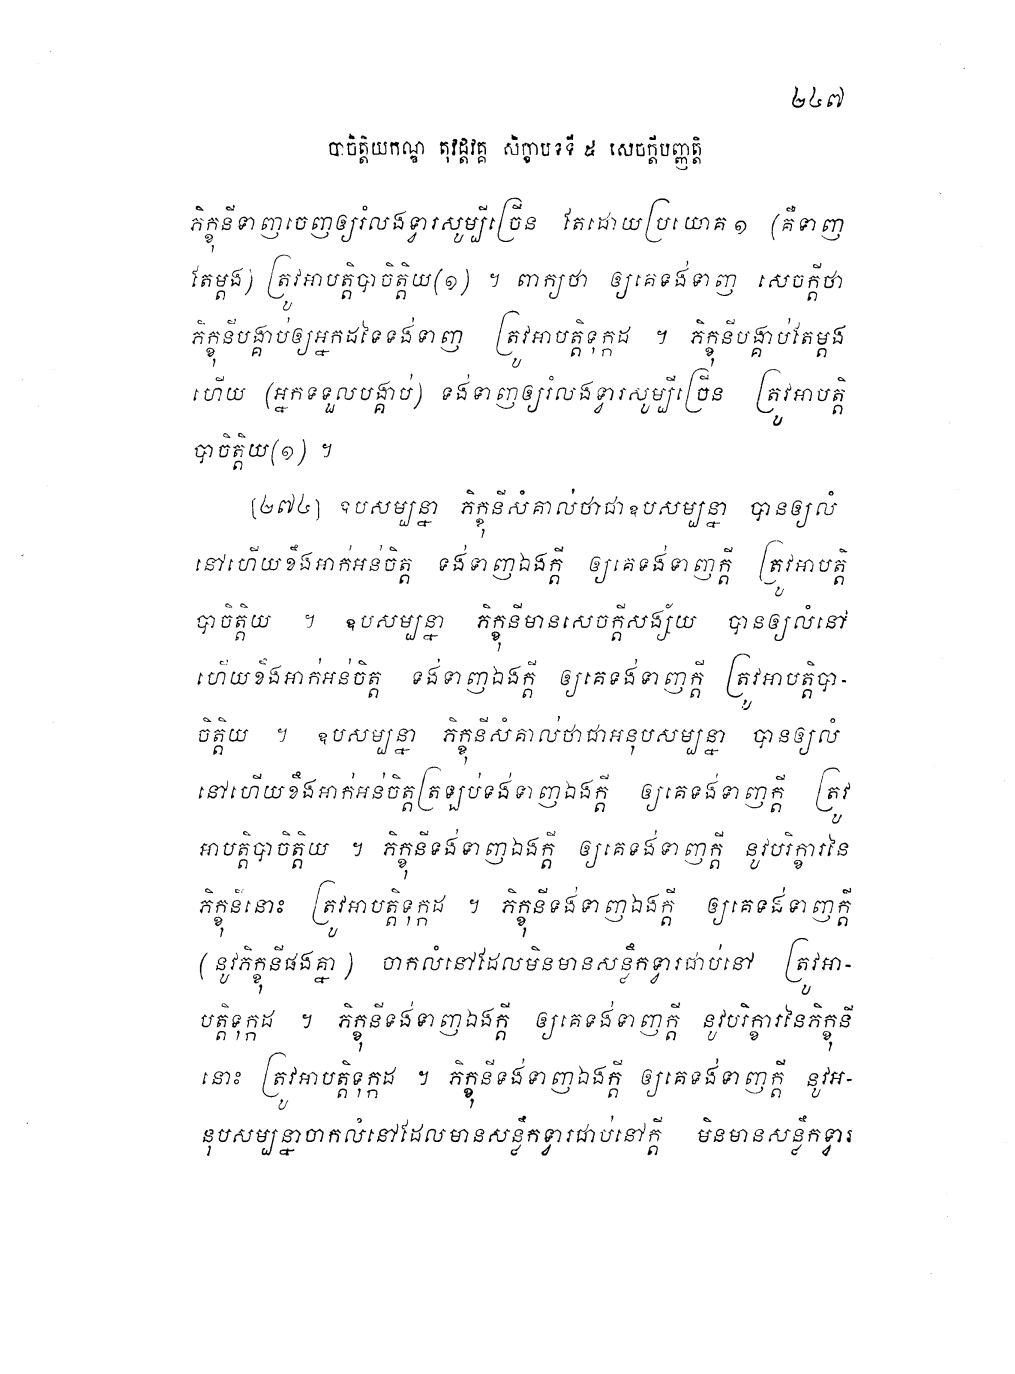 ២៤៧
បាចិត្តិយកណ្ឌ តុវដ្តវគ្គ សិក្ខាបទទី ៥ សេចក្តីបញ្ញត្តិ
ភិក្ខុនីទាញចេញឲ្យរំលងទ្វារសូម្បីច្រើន តែដោយប្រយោគ១ (គឺទាញ
តែម្តង) ត្រូវអាបត្តិបាចិត្តិយ(១) ។ ពាក្យថា ឲ្យគេទង់ទាញ សេចក្តីថា
ភិក្ខុនីបង្គាប់ឲ្យអ្នកដទៃទង់ទាញ ត្រូវអាបត្តិទុក្កដ ។ ភិក្ខុនីបង្គាប់តែម្តង
ហើយ (អ្នកទទួលបង្គាប់) ទង់ទាញឲ្យរំលងទ្វារសូម្បីច្រើន ត្រូវអាបត្តិ
បាចិត្តិយ(១) ។
[២៧៤] ឧបសម្បន្នា ភិក្ខុនីសំគាល់ថាជាឧបសម្បន្នា បានឲ្យលំ
នៅហើយខឹងអាក់អន់ចិត្ត ទង់ទាញឯងក្តី ឲ្យគេទង់ទាញក្តី ត្រូវអាបត្តិ
បាចិត្តិយ ។ ឧបសម្បន្នា ភិក្ខុនីមានសេចក្តីសង្ស័យ បានឲ្យលំនៅ
ហើយខឹងអាក់អន់ចិត្ត ទង់ទាញឯងក្តី ឲ្យគេទង់ទាញក្តី ត្រូវអាបត្តិបា-
ចិត្តិយ ។ ឧបសម្បន្នា ភិក្ខុនីសំគាល់ថាជាអនុបសម្បន្នា បានឲ្យលំ
នៅហើយខឹងអាក់អន់ចិត្តត្រឡប់ទង់ទាញឯងក្តី ឲ្យគេទង់ទាញក្តី ត្រូវ
អាបត្តិបាចិត្តិយ ។ ភិក្ខុនីទង់ទាញឯងក្តី ឲ្យគេទង់ទាញក្តី នូវបរិក្ខារនៃ
ភិក្ខុនីនោះ ត្រូវអាបត្តិទុក្កដ ។ ភិក្ខុនីទង់ទាញឯងក្តី ឲ្យគេទង់ទាញក្តី
(នូវភិក្ខុនីផងគ្នា) ចាកលំនៅដែលមិនមានសន្ទឹកទ្វារជាប់នៅ ត្រូវអា-
បត្តិទុក្កដ ។ ភិក្ខុនីទង់ទាញឯងក្តី ឲ្យគេទង់ទាញក្តី នូវបរិក្ខារនៃភិក្ខុនី
នោះ ត្រូវអាបត្តិទុក្កដ ។ ភិក្ខុនីទង់ទាញឯងក្តី ឲ្យគេទង់ទាញក្តី នូវអ-
នុបសម្បន្នាចាកលំនៅដែលមានសន្ទឹកទ្វារជាប់នៅក្តី មិនមានសន្ទឹកទ្វារ